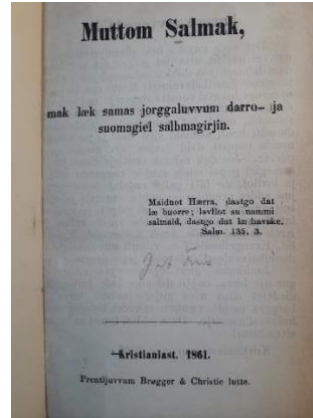 Muttom Salmak,
mak læk samas jorggaluvvum darro- ja
suomagiel salbmagirjin.
Maidnot Hærra, dastgo dat
læ buorre; lavllot su nammi
salmaid, dastgo dat læ havske.
Salm. 135, 3.
Kristianiast. 1861.
Prentijuvvum Brøgger & Christie lutte.